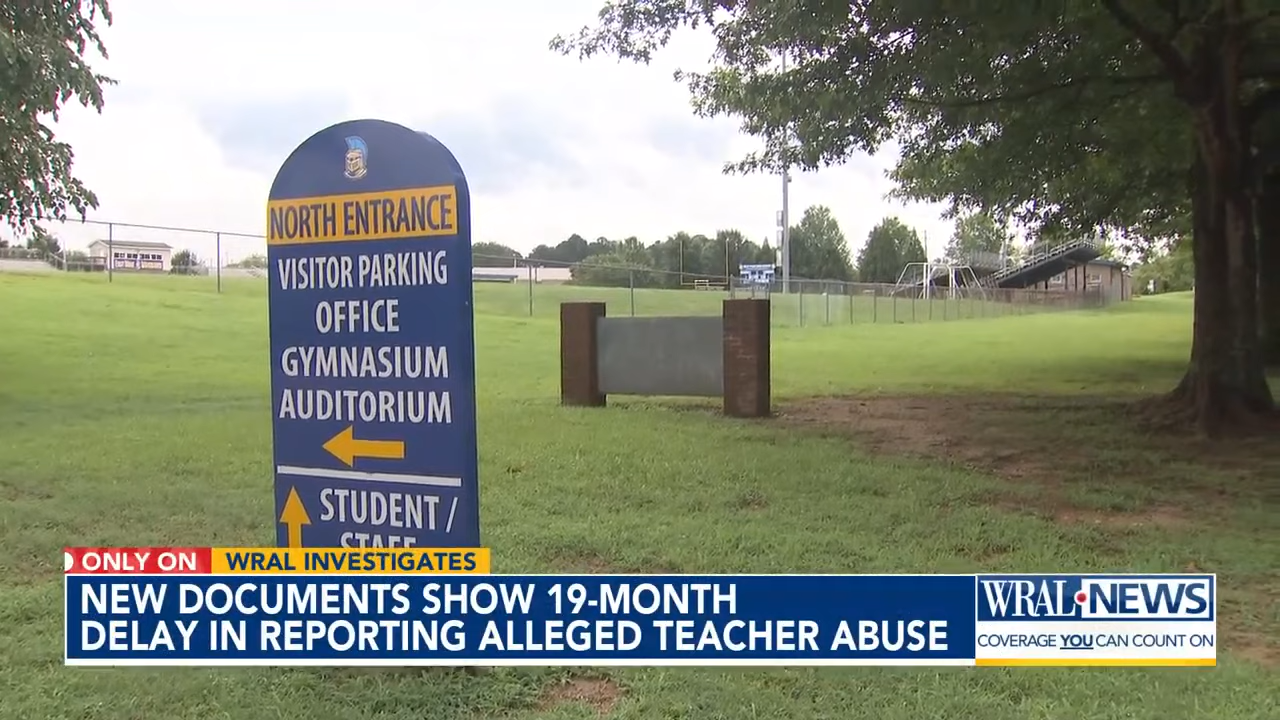 NORTH ENTRANCE
VISITOR PARKING
OFFICE
GYMNASIUM
AUDITORIUM
STUDENT /
STAFF
ONLY ON
WRAL INVESTIGATES
NEW DOCUMENTS SHOW 19-MONTH
DELAY IN REPORTING ALLEGED TEACHER ABUSE
WRAL NEWS
COVERAGE YOU CAN COUNT ON